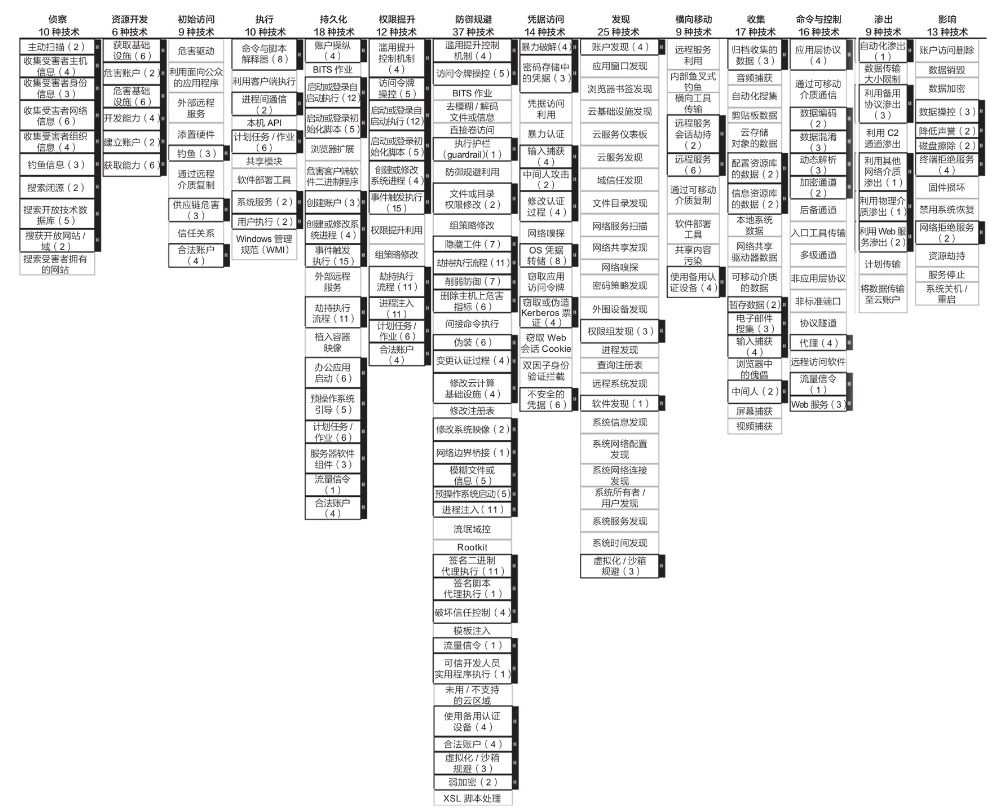 侦察
10 种技术
主动扫描（2）
收集受害者主机
信息（4）
收集受害者身份
信息（3）
收集受害者网络
信息（6）
收集受害者组织
信息（4）
钓鱼信息（3）
搜索闭源（2）
搜索开放技术数
据库（5）
搜获开放网站 /
域（2）
搜索受害者拥有
的网站
资源开发
6 种技术
获取基础
设施（6）
危害账户（2）
危害基础
设施（6）
开发能力（4）
建立账户（2）
获取能力（6）
初始访问
9 种技术
危害驱动
利用面向公众
的应用程序
外部远程
服务
添置硬件
钓鱼（3）
通过远程
介质复制
供应链危害
（3）
信任关系
合法账户
（4）
执行
10 种技术
命令与脚本
解释器（8）
利用客户端执行
进程间通信
（2）
本机 API
计划任务 / 作业
（6）
共享模块
软件部署工具
系统服务（2）
用户执行（2）
Windows 管理
规范（WMI）
持久化
18 种技术
账户操纵
（4）
BITS 作业
启动或登录自
启动执行（12）
启动或登录初
始化脚本（5）
浏览器扩展
危害客户端软
件二进制程序
创建账户（3）
创建或修改系
统进程（4）
事件触发
执行（15）
外部远程
服务
劫持执行
流程（11）
植入容器
映像
办公应用
启动（6）
预操作系统
引导（5）
计划任务 /
作业（6）
服务器软件
组件（3）
流量信令
（1）
合法账户
（4）
权限提升
12 种技术
滥用提升
控制机制
（4）
访问令牌
操控（5）
启动或登录自
启动执行（12）
启动或登录初
始化脚本（5）
创建或修改
系统进程（4）
事件触发执行
（15）
权限提升利用
组策略修改
劫持执行
流程（11）
进程注入
（11）
计划任务 /
作业（6）
合法账户
（4）
防御规避
37 种技术
滥用提升控制
机制（4）
访问令牌操控（5）
BITS 作业
去模糊 / 解码
文件或信息
直接卷访问
执行护栏
（guardrail）（1）
防御规避利用
文件或目录
权限修改（2）
组策略修改
隐藏工件（7）
劫持执行流程（11）
削弱防御（7）
删除主机上危害
指标（6）
间接命令执行
伪装（6）
变更认证过程（4）
修改云计算
基础设施（4）
修改注册表
修改系统映像（2）
网络边界桥接（1）
模糊文件或
信息（5）
预操作系统启动（5）
进程注入（11）
流氓域控
Rootkit
签名二进制
代理执行（11）
签名脚本
代理执行（1）
破坏信任控制（4）
模板注入
流量信令（1）
可信开发人员
实用程序执行（1）
未用 / 不支持
的云区域
使用备用认证
设备（4）
合法账户（4）
虚拟化 / 沙箱
规避（3）
弱加密（2）
XSL 脚本处理
凭据访问
14 种技术
暴力破解（4）
密码存储中
的凭据（3）
凭据访问
利用
暴力认证
输入捕获（4）
中间人攻击
（2）
修改认证
过程（4）
网络嗅探
OS 凭据
转储（8）
窃取应用
访问令牌
窃取或伪造
Kerberos 票
证（4）
窃取 Web
会话 Cookie
双因子身份
验证拦截
不安全的
凭据（6）
发现
25 种技术
账户发现（4）
应用窗口发现
浏览器书签发现
云基础设施发现
云服务仪表板
云服务发现
域信任发现
文件目录发现
网络服务扫描
网络共享发现
网络嗅探
密码策略发现
外围设备发现
权限组发现（3）
进程发现
查询注册表
远程系统发现
软件发现（1）
系统信息发现
系统网络配置
发现
系统网络连接
发现
系统所有者 /
用户发现
系统服务发现
系统时间发现
虚拟化 / 沙箱
规避（3）
横向移动
9 种技术
远程服务
利用
内部鱼叉式
钓鱼
横向工具
传输
远程服务
会话劫持
（2）
远程服务
（6）
通过可移动
介质复制
软件部署
工具
共享内容
污染
使用备用认
证设备（4）
收集
17 种技术
归档收集的
数据（3）
音频捕获
自动化搜集
剪贴板数据
云存储
对象的数据
配置资源库
的数据（2）
信息资源库
的数据（2）
本地系统
数据
网络共享
驱动器数据
可移动介质
的数据
暂存数据（2）
电子邮件
搜集（3）
输入捕获
（4）
浏览器中
的傀儡
中间人（2）
屏幕捕获
视频捕获
命令与控制
16 种技术
应用层协议
（4）
通过可移动
介质通信
数据编码
（2）
数据混淆
（3）
动态解析
（3）
加密通道
（2）
后备通道
入口工具传输
多级通道
非应用层协议
非标准端口
协议隧道
代理（4）
远程访问软件
流量信令
（1）
Web 服务（3）
渗出
9 种技术
自动化渗出
（1）
数据传输
大小限制
利用备用
协议渗出
（3）
利用 C2
通道渗出
利用其他
网络介质
渗出（1）
利用物理介
质渗出（1）
利用 Web 服
务渗出（2）
计划传输
将数据传输
至云账户
影响
13 种技术
账户访问删除
数据销毁
数据加密
数据操控（3）
降低声誉（2）
磁盘擦除（2）
终端拒绝服务
（4）
固件损坏
禁用系统恢复
网络拒绝服务
（2）
资源劫持
服务停止
系统关机 /
重启